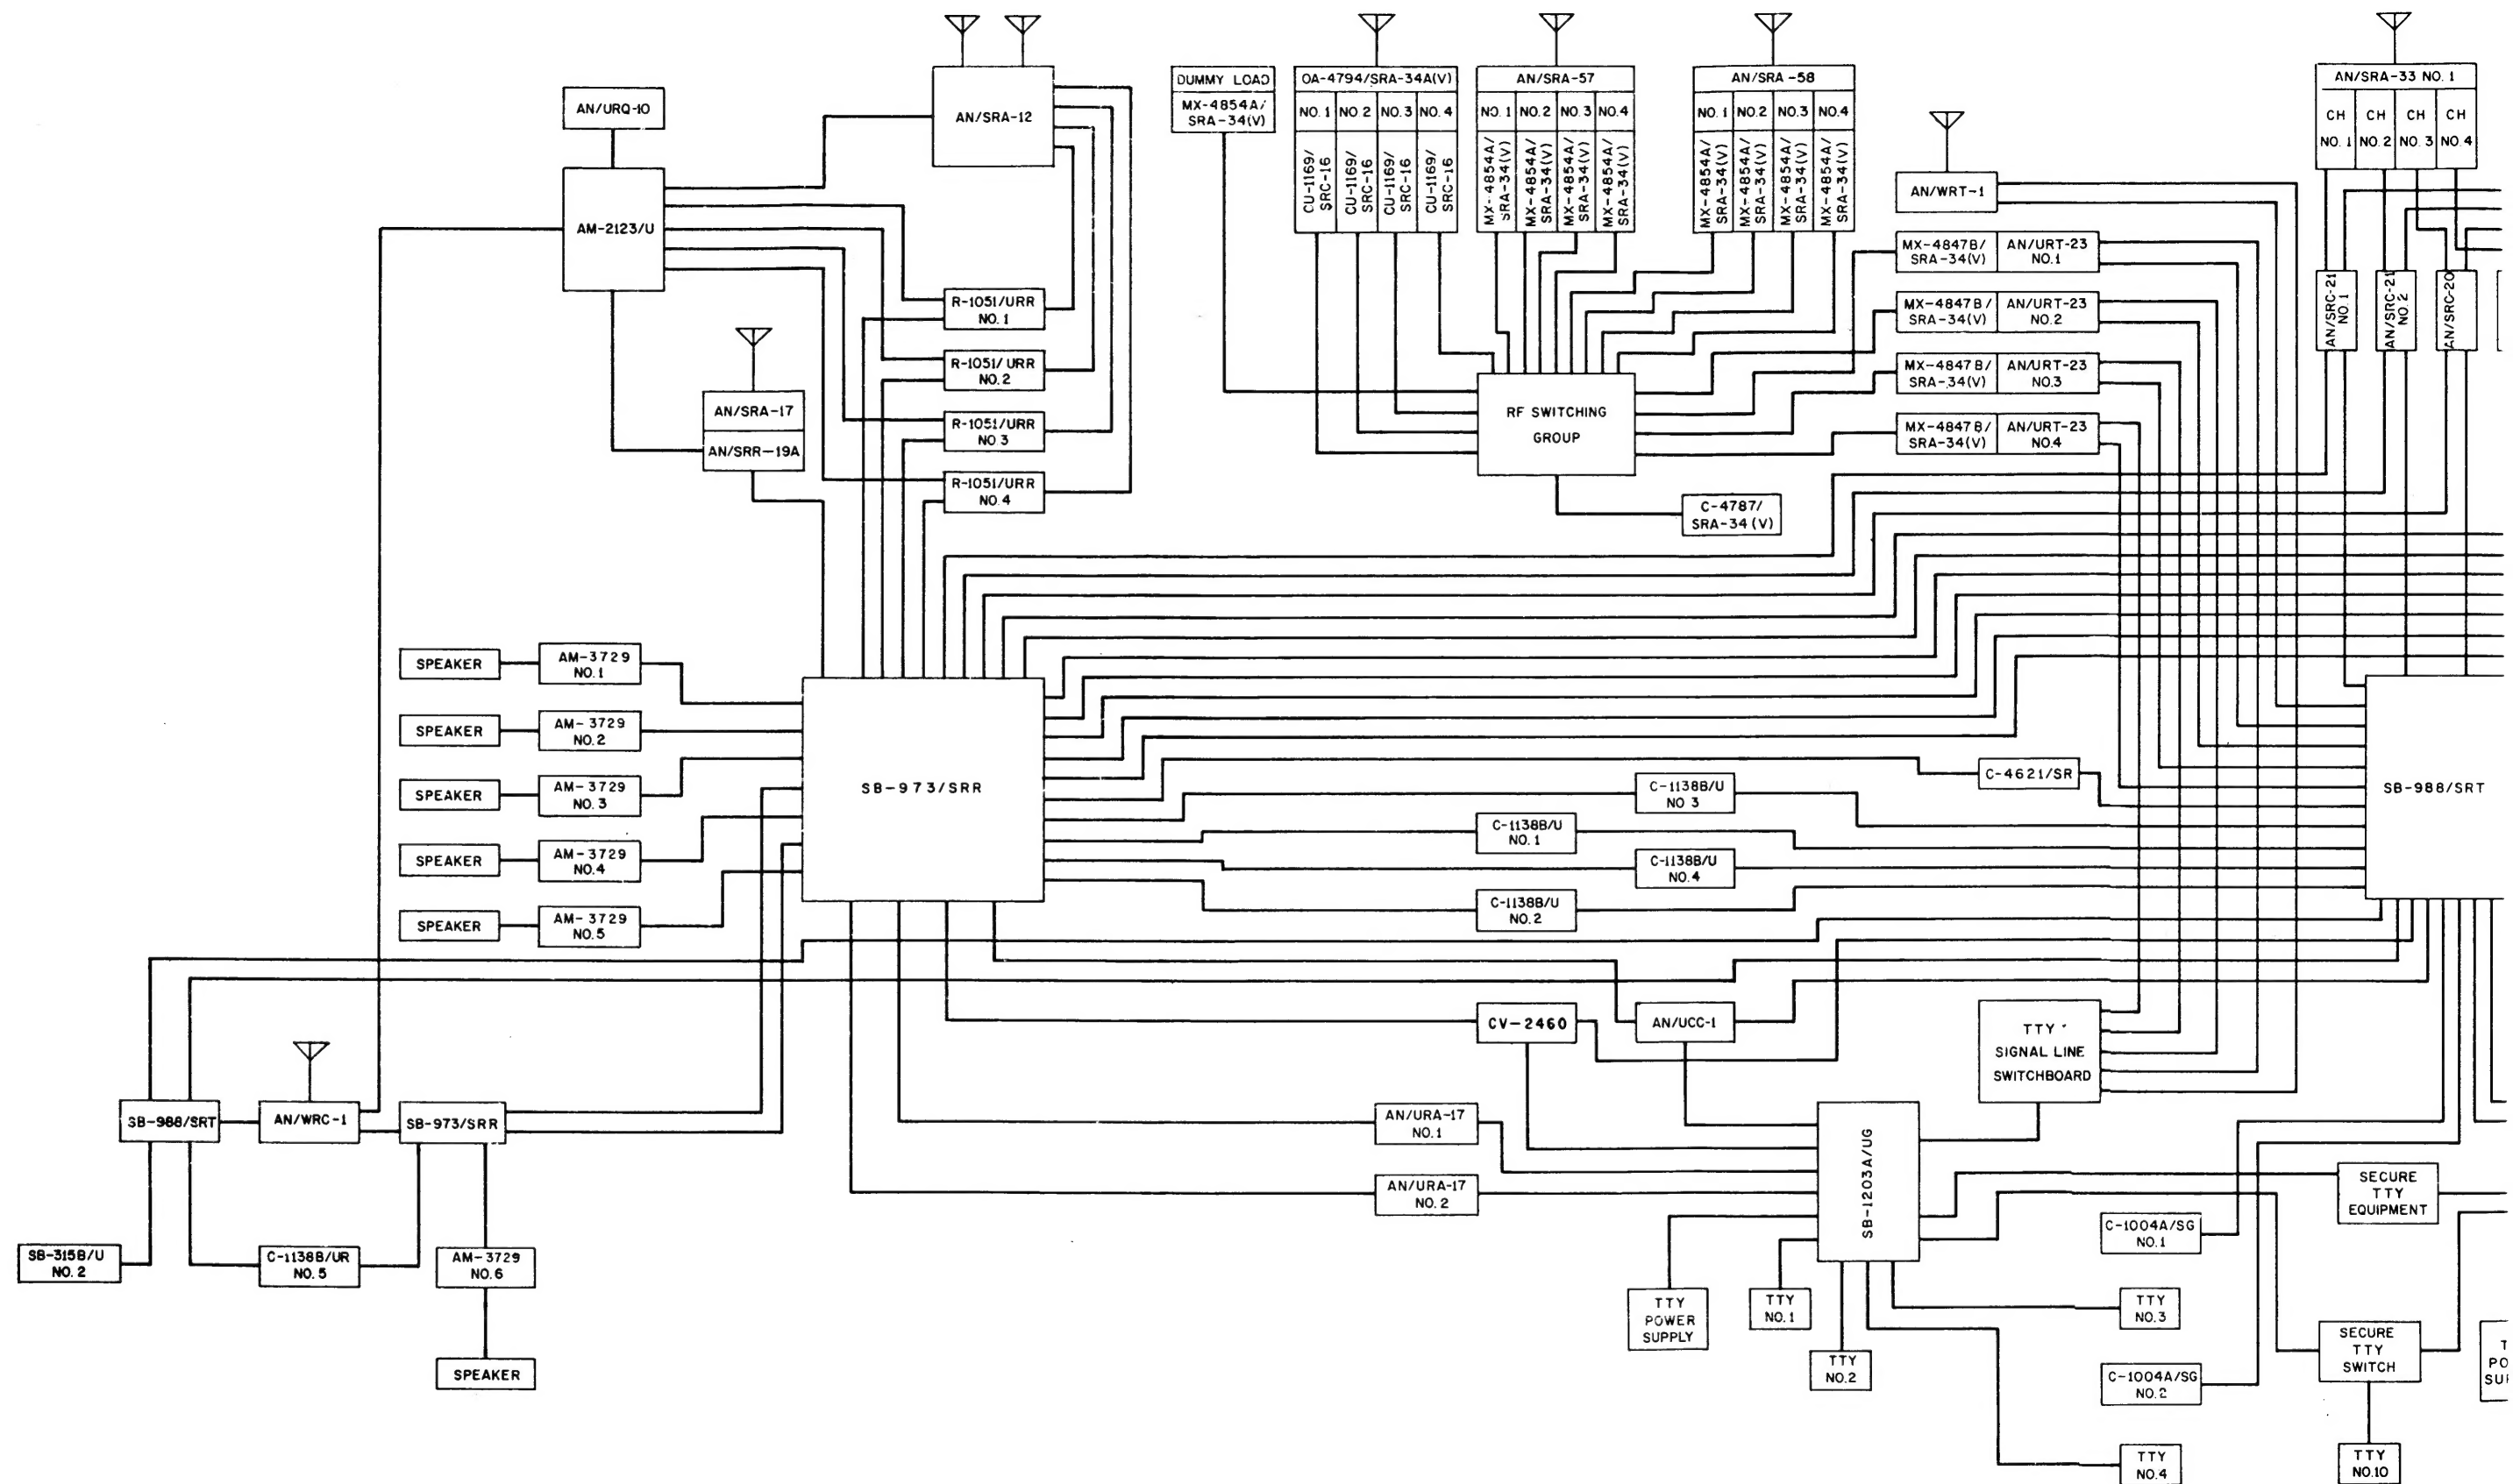 DUMMY LOAD
MX-4854A/
SRA-34(V)
OA-4794/SRA-34A(V)
NO. 1
NO 2
NO. 3
NO. 4
CU-1169/
SRC-16
CU-1169/
SRC-16
CU-1169/
SRC-16
CU-1169/
SRC-16
AN/SRA-57
NO. 1
NO.2
NO. 3
NO.4
MX-4854A/
SRA-34(V)
MX-4854A/
SRA-34(V)
MX-4854A/
SRA-34(V)
MX-4854A/
SRA-34(V)
AN/SRA-58
NO. 1
NO.2
NO.3
NO.4
MX-4854A/
SRA-34(V)
MX-4854A/
SRA-34(V)
MX-4854A/
SRA-34(V)
MX-4854A/
SRA-34(V)
AN/SRA-33 NO. 1
CH
NO. 1
CH
NO. 2
CH
NO. 3
CH
NO. 4
AN/URQ-10
AN/SRA-12
AM-2123/U
AN/WRT-1
MX-4847B/
SRA-34(V)
AN/URT-23
NO.1
MX-4847B/
SRA-34(V)
AN/URT-23
NO.2
MX-4847B/
SRA-34(V)
AN/URT-23
NO.3
MX-4847B/
SRA-34(V)
AN/URT-23
NO.4
AN/SRC-21
NO. 1
AN/SRC-21
NO. 2
AN/SRC-20
R-1051/URR
NO. 1
R-1051/URR
NO. 2
R-1051/URR
NO.3
R-1051/URR
NO. 4
AN/SRA-17
AN/SRR-19A
RF SWITCHING
GROUP
C-4787/
SRA-34 (V)
SPEAKER
AM-3729
NO. 1
SPEAKER
AM-3729
NO.2
SPEAKER
AM-3729
NO. 3
SPEAKER
AM-3729
NO.4
SPEAKER
AM-3729
NO.5
SB-973/SRR
C-4621/SR
C-1138B/U
NO 3
C-1138B/U
NO. 1
C-1138B/U
NO.4
C-1138B/U
NO.2
SB-988/SRT
CV-2460
AN/UCC-1
TTY
SIGNAL LINE
SWITCHBOARD
SB-988/SRT
AN/WRC-1
SB-973/SRR
AN/URA-17
NO.1
AN/URA-17
NO.2
SB-1203A/UG
SECURE
TTY
EQUIPMENT
C-1004A/SG
NO.1
SB-315B/U
NO. 2
C-1138B/UR
NO.5
AM-3729
NO.6
SPEAKER
TTY
POWER
SUPPLY
TTY
NO. 1
TTY
NO.2
TTY
NO.3
SECURE
TTY
SWITCH
C-1004A/SG
NO.2
TTY
NO.4
TTY
NO.10